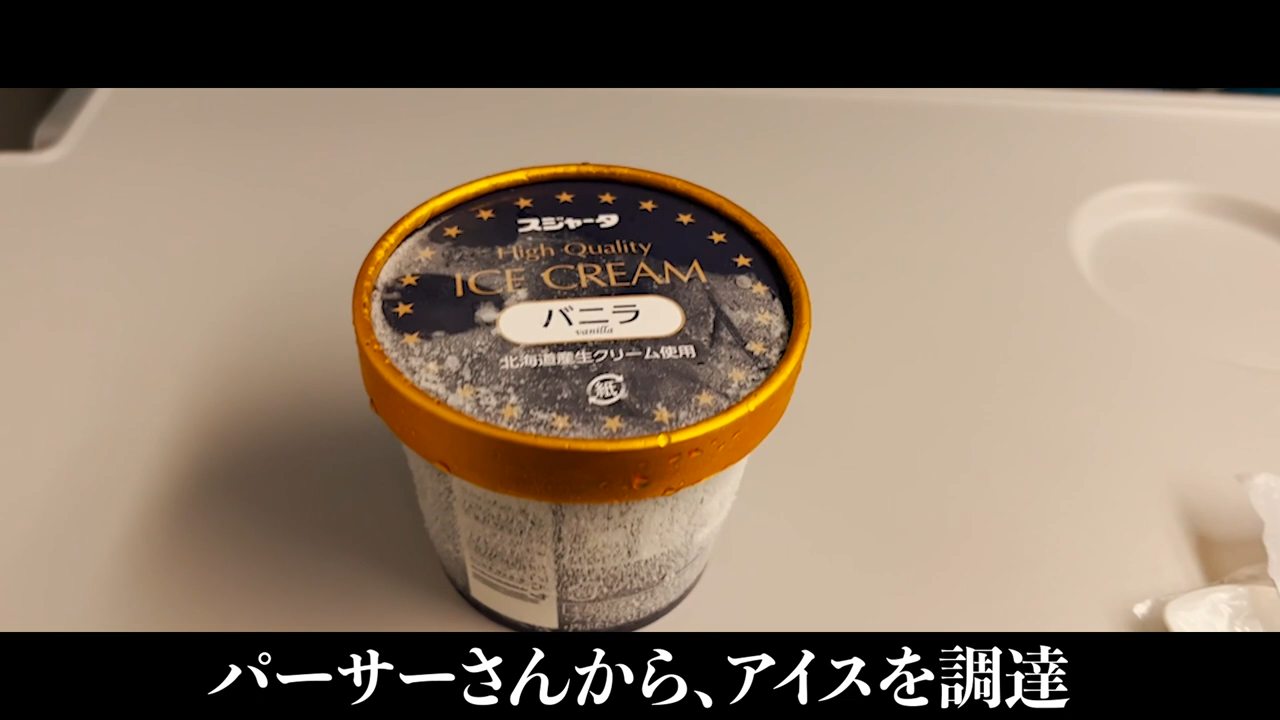 スジャータ
High Quality
ICE CREAM
バニラ
vanilla
北海道産生クリーム使用
紙
パーサーさんから、アイスを調達